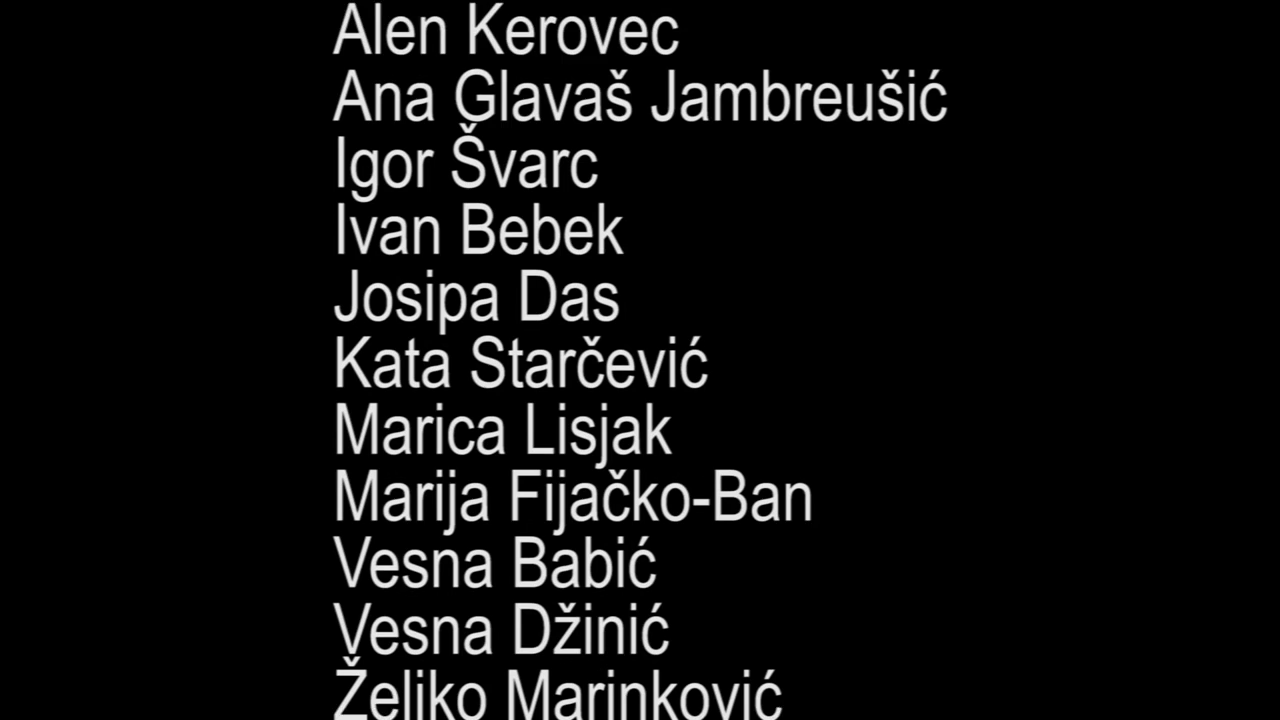 Alen Kerovec
Ana Glavaš Jambreušić
Igor Švarc
Ivan Bebek
Josipa Das
Kata Starčević
Marica Lisjak
Marija Fijačko-Ban
Vesna Babić
Vesna Džinić
Željko Marinković